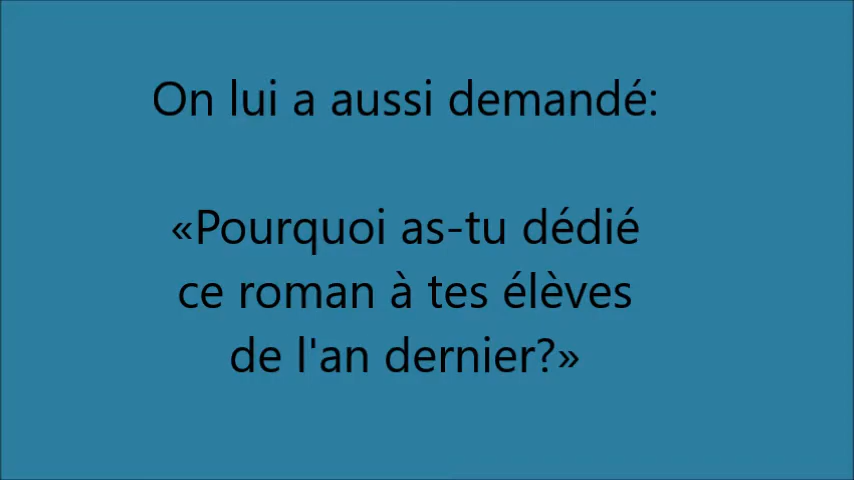 On lui a aussi demandé:
«Pourquoi as-tu dédié
ce roman à tes élèves
de l'an dernier?»